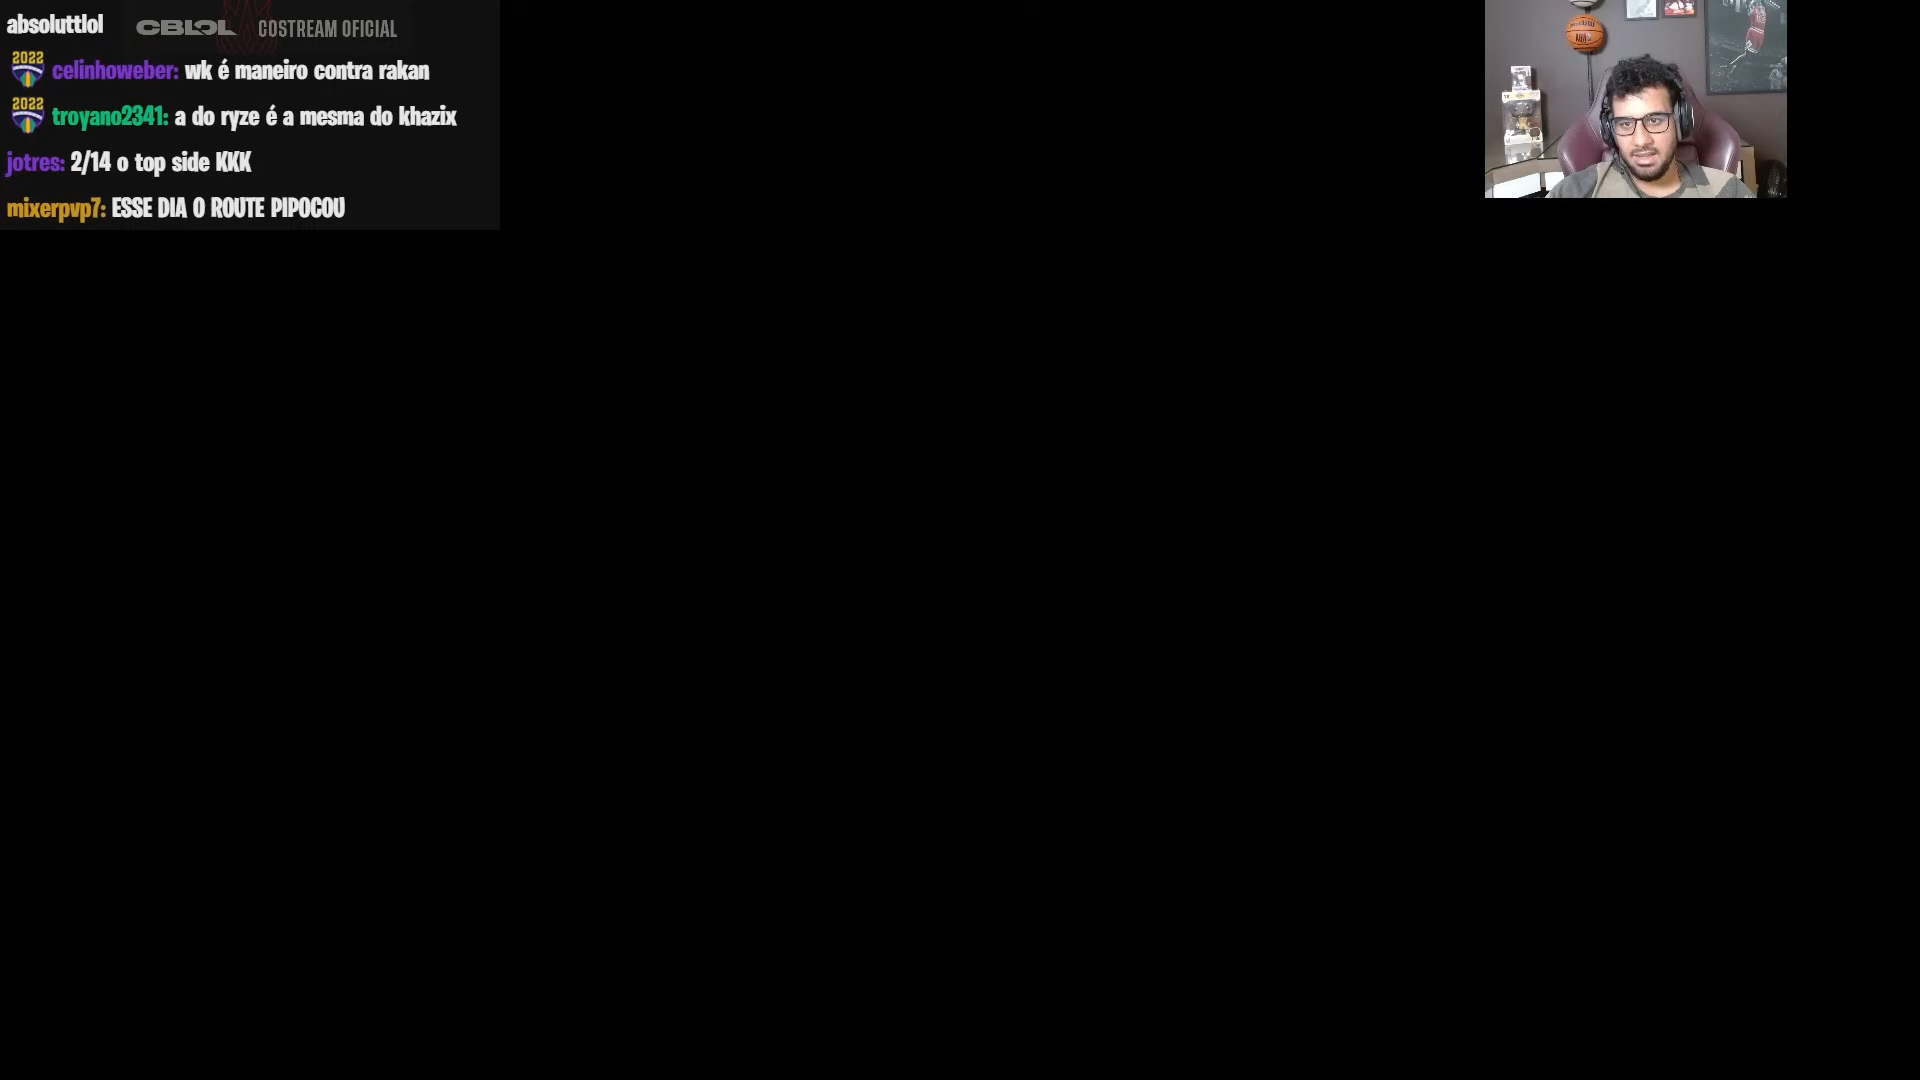 absoluttlol CBLOL COSTREAM OFICIAL
2022 celinhoweber: wk é maneiro contra rakan
2022 troyano2341: a do ryze é a mesma do khazix
jotres: 2/14 o top side KKK
mixerpvp7: ESSE DIA O ROUTE PIPOCOU